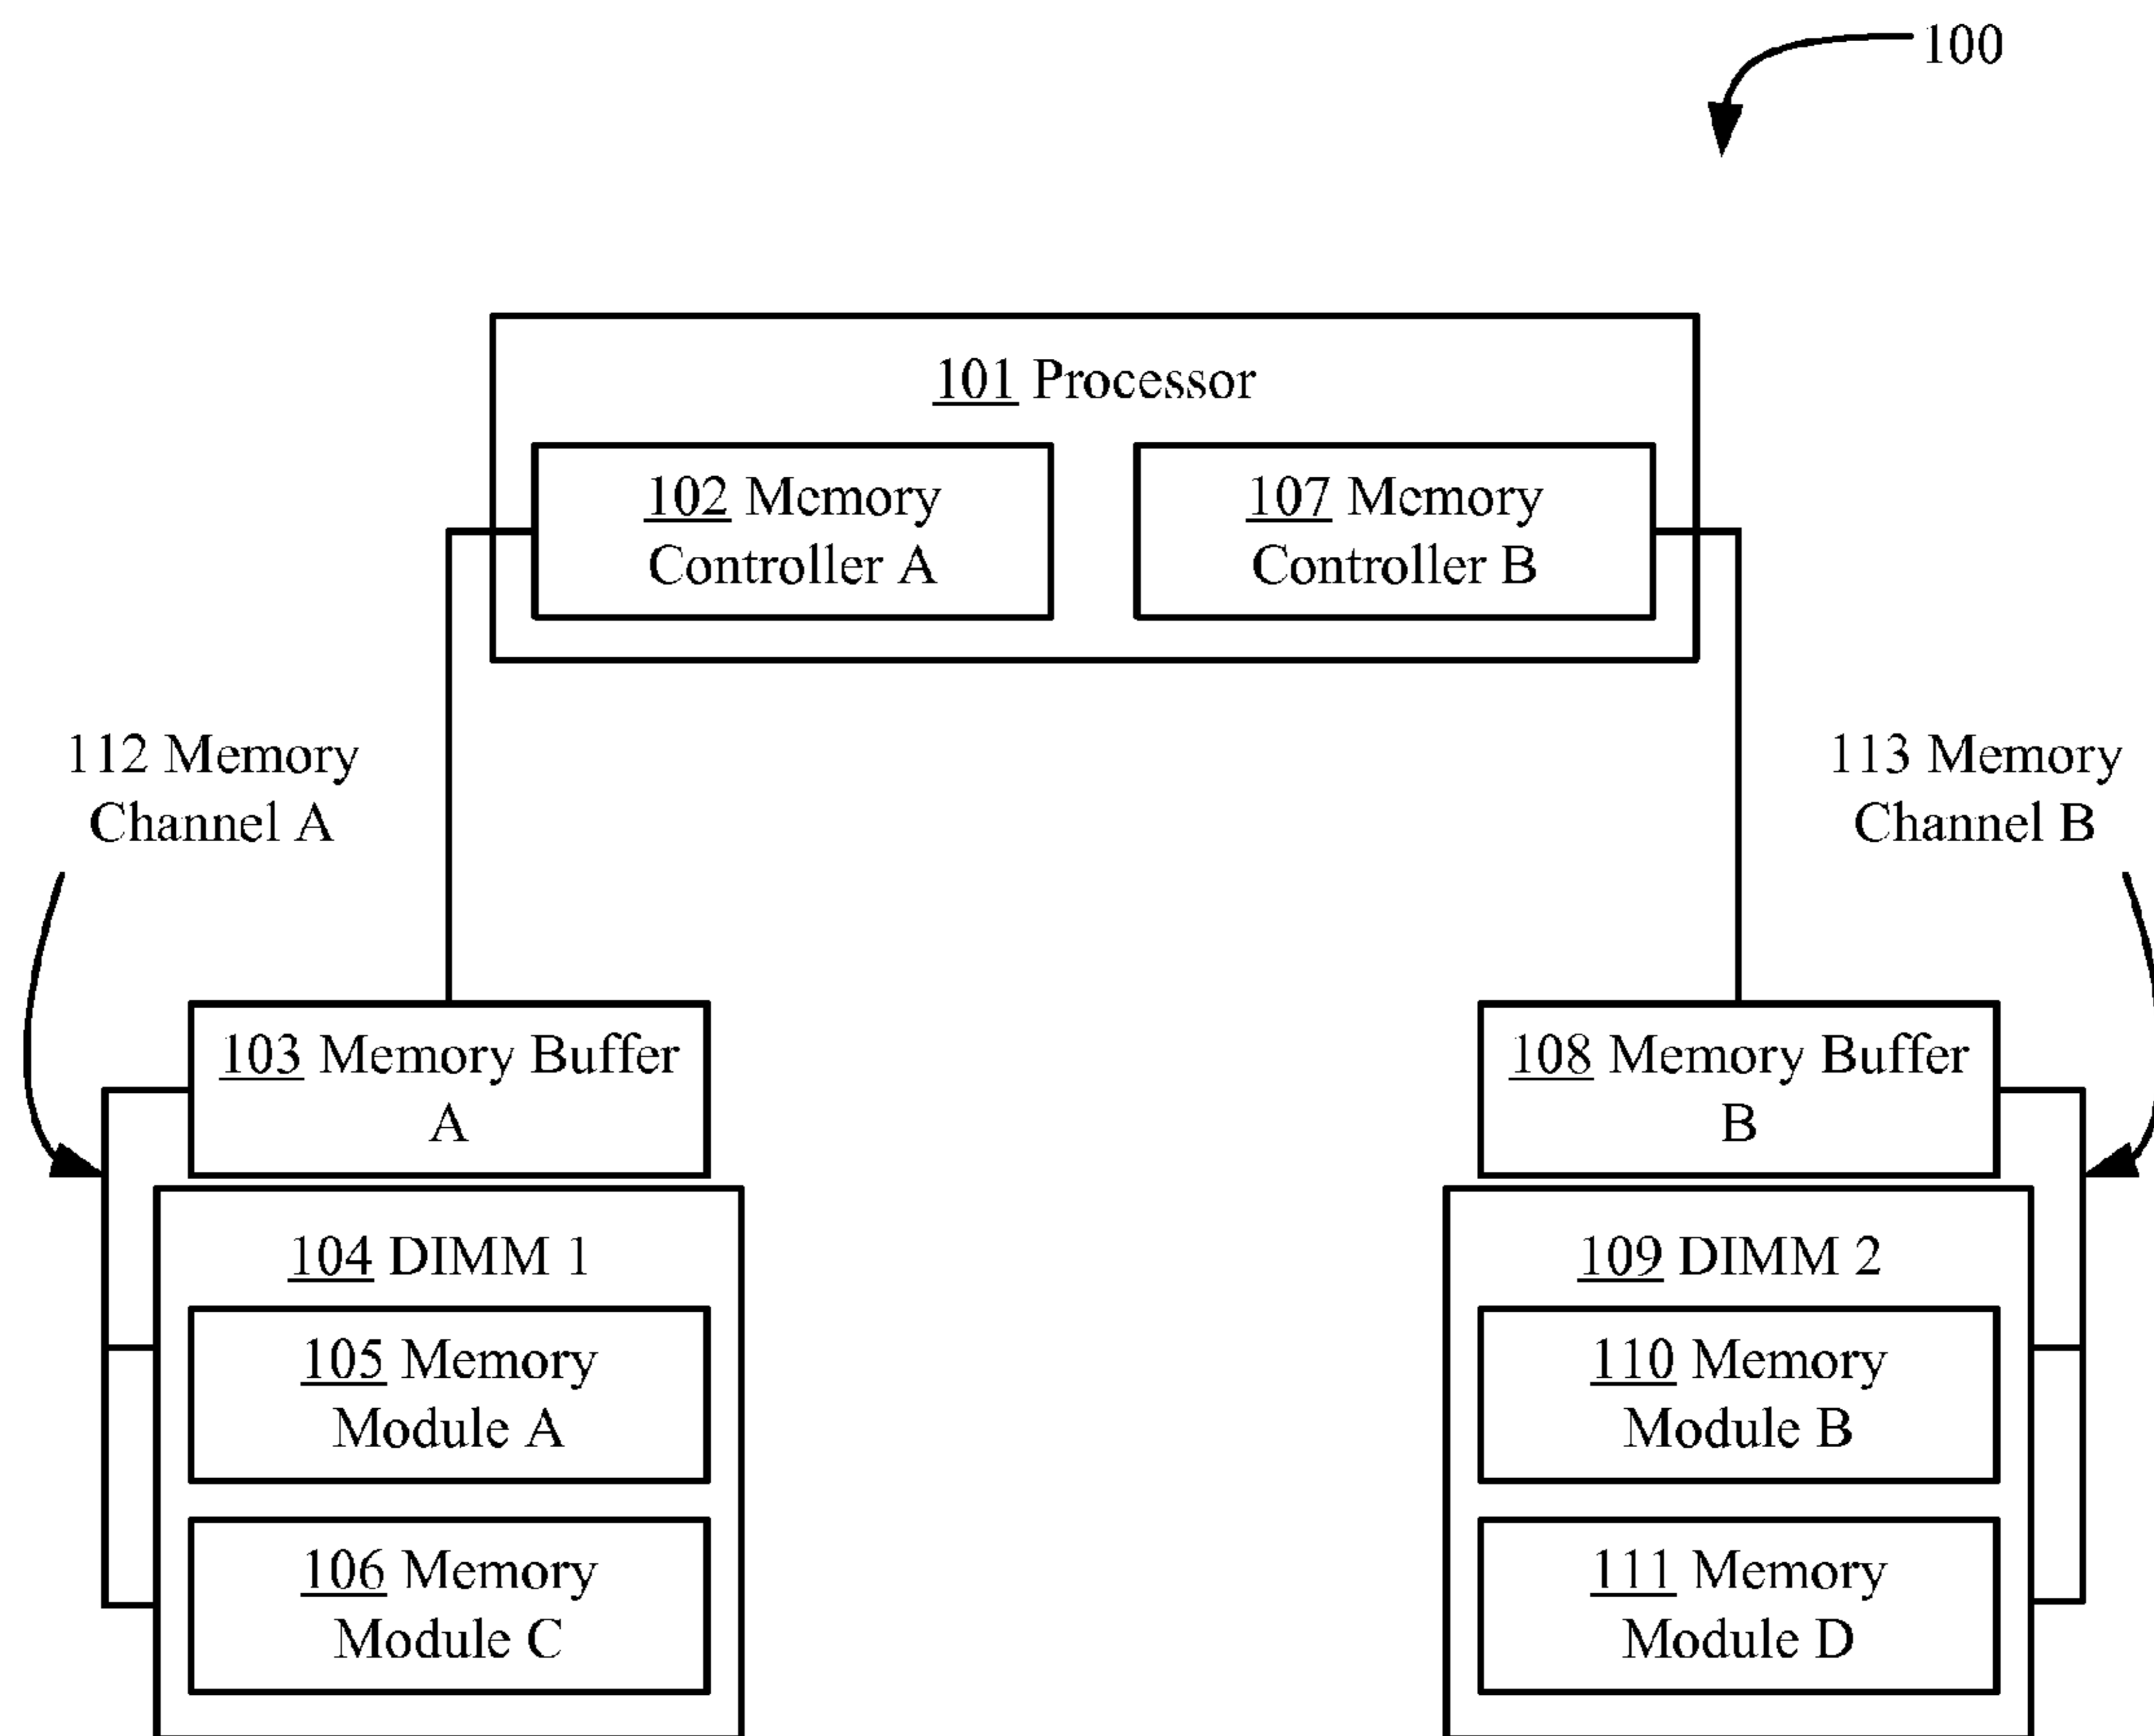 100
101 Processor
102 Memory
Controller A
107 Memory
Controller B
112 Memory
Channel A
113 Memory
Channel B
103 Memory Buffer
A
108 Memory Buffer
B
104 DIMM 1
109 DIMM 2
105 Memory
Module A
110 Memory
Module B
106 Memory
Module C
111 Memory
Module D